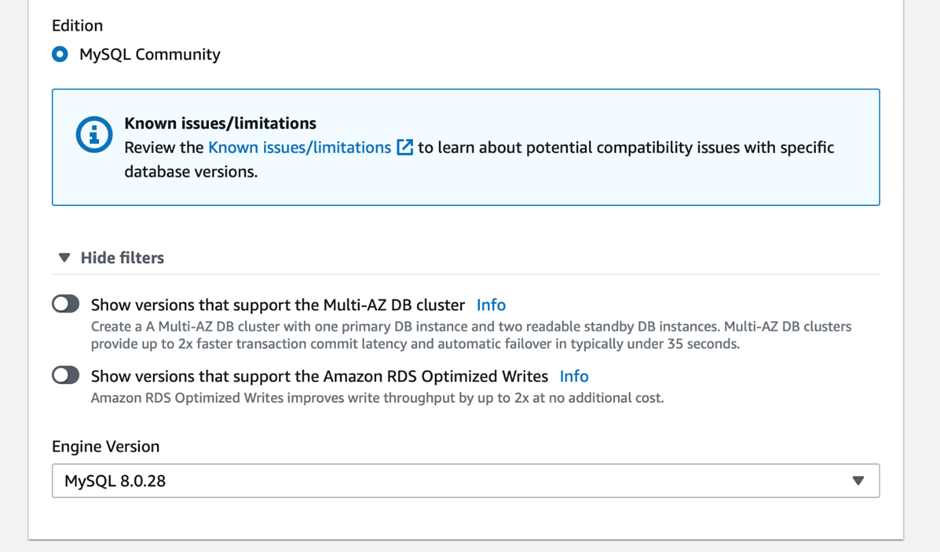 Edition
MySQL Community
Known issues/limitations
Review the Known issues/limitations to learn about potential compatibility issues with specific
database versions.
Hide filters
Show versions that support the Multi-AZ DB cluster Info
Create a A Multi-AZ DB cluster with one primary DB instance and two readable standby DB instances. Multi-AZ DB clusters
provide up to 2x faster transaction commit latency and automatic failover in typically under 35 seconds.
Show versions that support the Amazon RDS Optimized Writes Info
Amazon RDS Optimized Writes improves write throughput by up to 2x at no additional cost.
Engine Version
MySQL 8.0.28